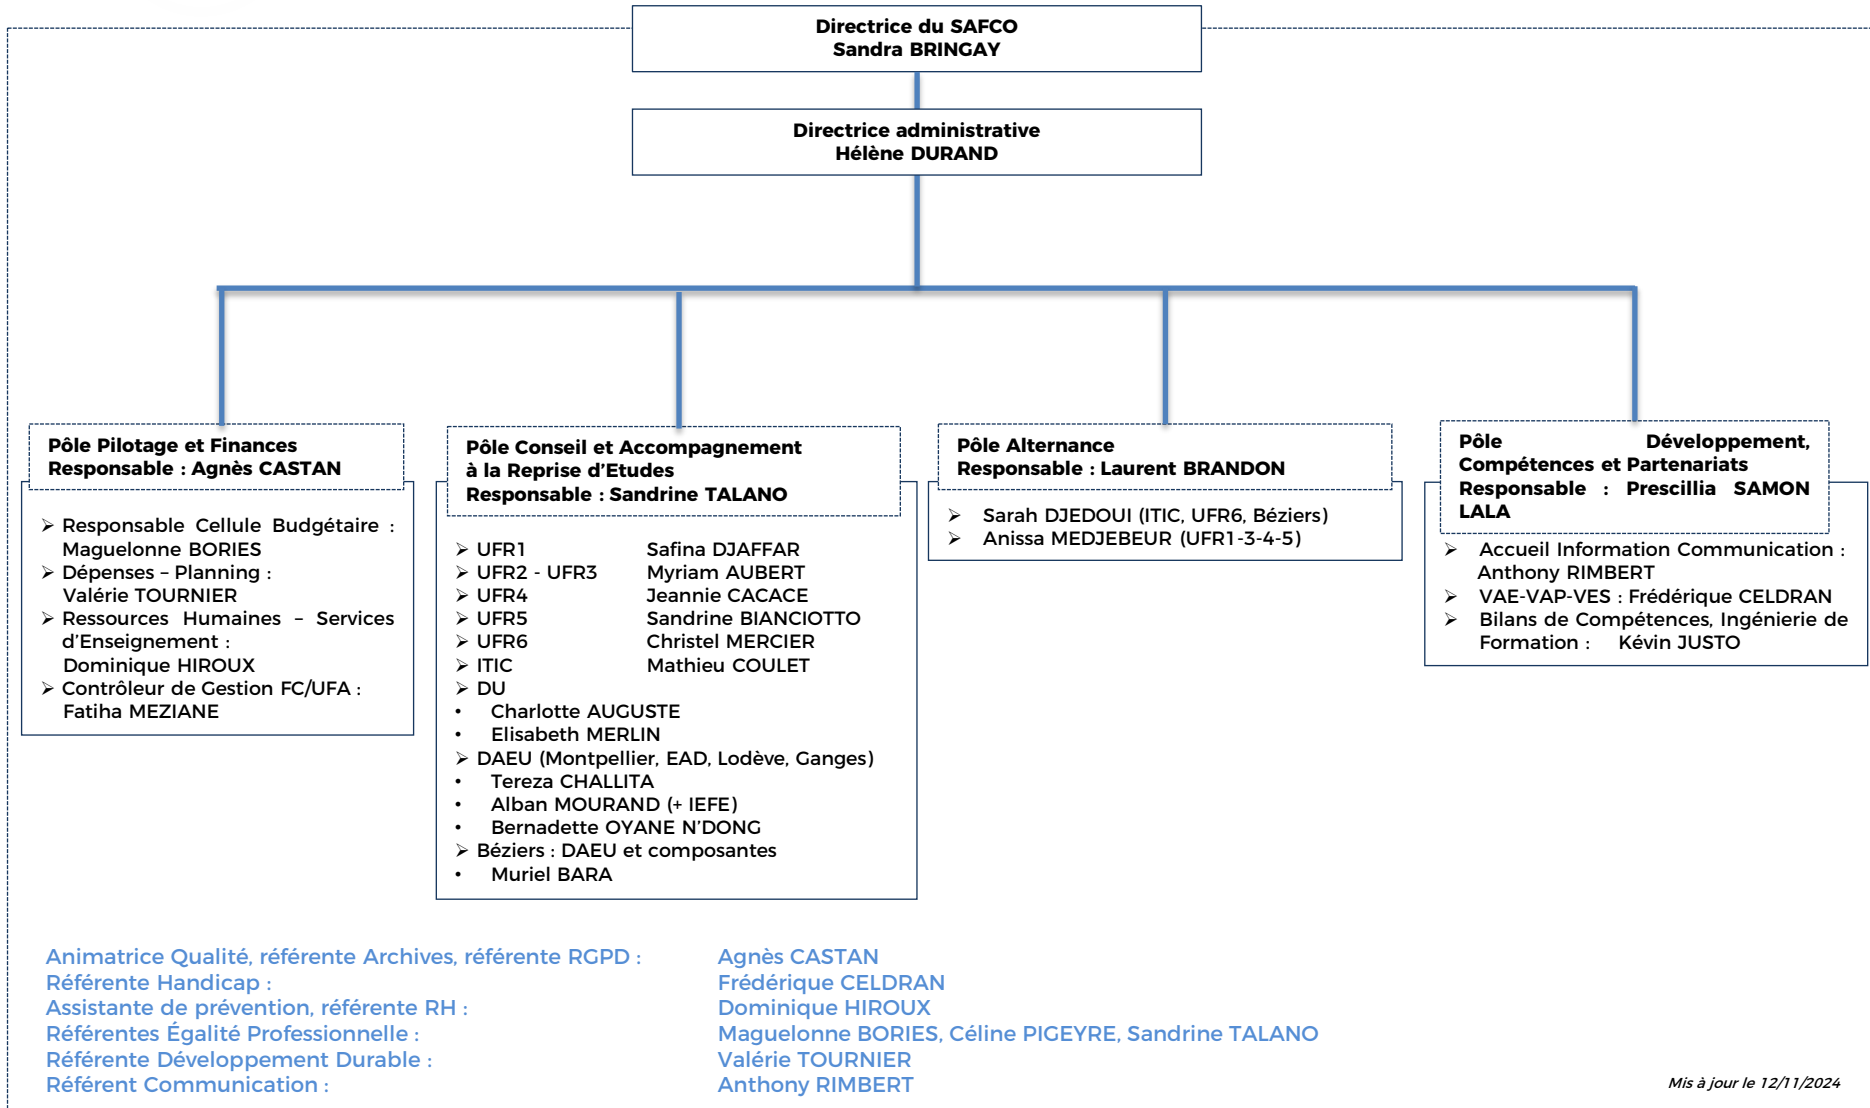 Directrice du SAFCO
Sandra BRINGAY
Directrice administrative
Hélène DURAND
Pôle Pilotage et Finances
Responsable : Agnès CASTAN
➢ Responsable Cellule Budgétaire :
Maguelonne BORIES
➢ Dépenses – Planning :
Valérie TOURNIER
➢ Ressources Humaines – Services
d'Enseignement :
Dominique HIROUX
➢ Contrôleur de Gestion FC/UFA :
Fatiha MEZIANE
Pôle Conseil et Accompagnement
à la Reprise d'Etudes
Responsable : Sandrine TALANO
➢ UFR1 Safina DJAFFAR
➢ UFR2 - UFR3 Myriam AUBERT
➢ UFR4 Jeannie CACACE
➢ UFR5 Sandrine BIANCIOTTO
➢ UFR6 Christel MERCIER
➢ ITIC Mathieu COULET
➢ DU
• Charlotte AUGUSTE
• Elisabeth MERLIN
➢ DAEU (Montpellier, EAD, Lodève, Ganges)
• Tereza CHALLITA
• Alban MOURAND (+ IEFE)
• Bernadette OYANE N'DONG
➢ Béziers : DAEU et composantes
• Muriel BARA
Pôle Alternance
Responsable : Laurent BRANDON
➢ Sarah DJEDOUI (ITIC, UFR6, Béziers)
➢ Anissa MEDJEBEUR (UFR1-3-4-5)
Pôle Développement,
Compétences et Partenariats
Responsable : Prescillia SAMON
LALA
➢ Accueil Information Communication :
Anthony RIMBERT
➢ VAE-VAP-VES : Frédérique CELDRAN
➢ Bilans de Compétences, Ingénierie de
Formation : Kévin JUSTO
Animatrice Qualité, référente Archives, référente RGPD : Agnès CASTAN
Référente Handicap : Frédérique CELDRAN
Assistante de prévention, référente RH : Dominique HIROUX
Référentes Égalité Professionnelle : Maguelonne BORIES, Céline PIGEYRE, Sandrine TALANO
Référente Développement Durable : Valérie TOURNIER
Référent Communication : Anthony RIMBERT
Mis à jour le 12/11/2024